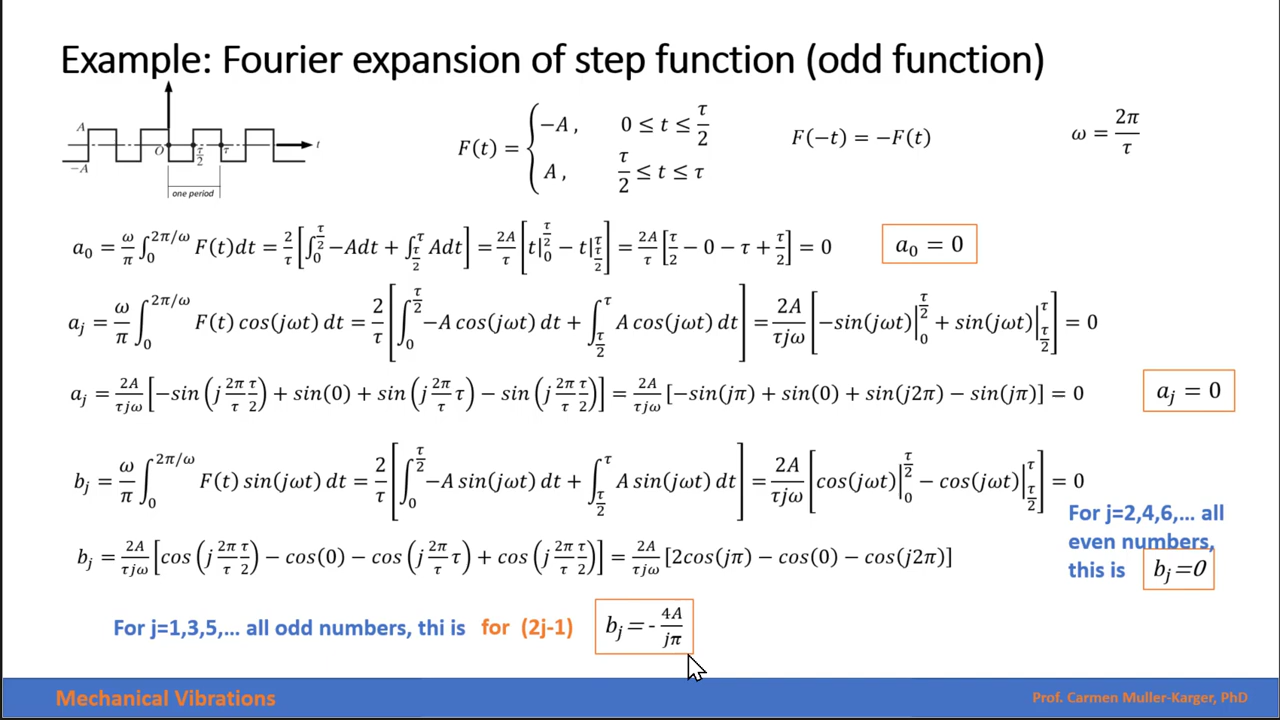 Example: Fourier expansion of step function (odd function)
A
O τ/2 τ t
−A
one period
F(t) = { −A , 0 ≤ t ≤ τ/2
A , τ/2 ≤ t ≤ τ
F(−t) = −F(t)
ω = 2π/τ
a₀ = ω/π ∫₀^{2π/ω} F(t)dt = 2/τ [∫₀^{τ/2} −Adt + ∫_{τ/2}^{τ} Adt] = 2A/τ [t|₀^{τ/2} − t|_{τ/2}^{τ}] = 2A/τ [τ/2 − 0 − τ + τ/2] = 0
a₀ = 0
aⱼ = ω/π ∫₀^{2π/ω} F(t) cos(jωt) dt = 2/τ [∫₀^{τ/2} −A cos(jωt) dt + ∫_{τ/2}^{τ} A cos(jωt) dt] = 2A/τjω [−sin(jωt)|₀^{τ/2} + sin(jωt)|_{τ/2}^{τ}] = 0
aⱼ = 2A/τjω [−sin (j 2π/τ τ/2) + sin(0) + sin (j 2π/τ τ) − sin (j 2π/τ τ/2)] = 2A/τjω [−sin(jπ) + sin(0) + sin(j2π) − sin(jπ)] = 0
aⱼ = 0
bⱼ = ω/π ∫₀^{2π/ω} F(t) sin(jωt) dt = 2/τ [∫₀^{τ/2} −A sin(jωt) dt + ∫_{τ/2}^{τ} A sin(jωt) dt] = 2A/τjω [cos(jωt)|₀^{τ/2} − cos(jωt)|_{τ/2}^{τ}] = 0
bⱼ = 2A/τjω [cos (j 2π/τ τ/2) − cos(0) − cos (j 2π/τ τ) + cos (j 2π/τ τ/2)] = 2A/τjω [2cos(jπ) − cos(0) − cos(j2π)]
For j=2,4,6,… all
even numbers,
this is bⱼ=0
For j=1,3,5,… all odd numbers, thi is for (2j-1) bⱼ = - 4A/jπ
Mechanical Vibrations
Prof. Carmen Muller-Karger, PhD